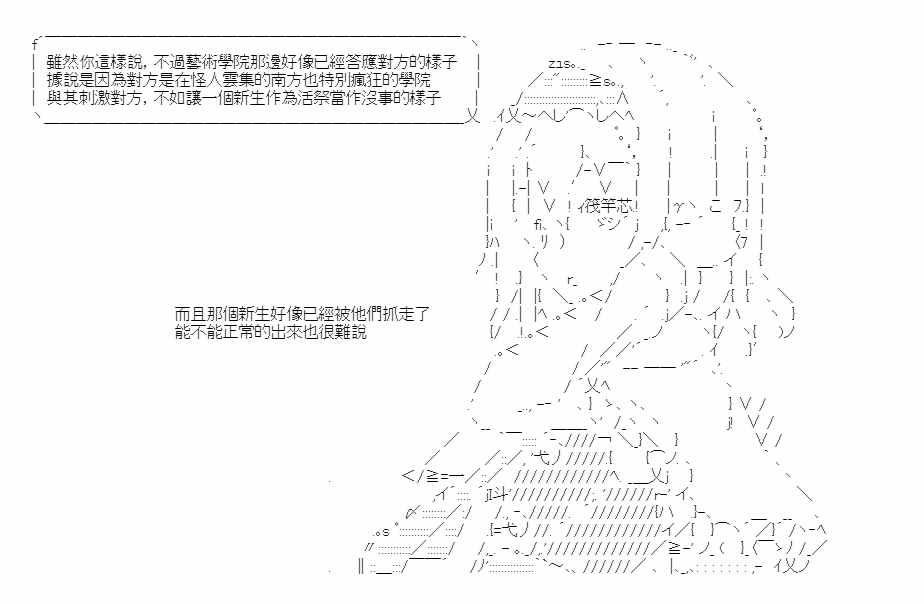 雖然你這樣說, 不過藝術學院那邊好像已經答應對方的樣子
據說是因為對方是在怪人雲集的南方也特別瘋狂的學院
與其刺激對方, 不如讓一個新生作為活祭當作沒事的樣子
而且那個新生好像已經被他們抓走了
能不能正常的出來也很難說